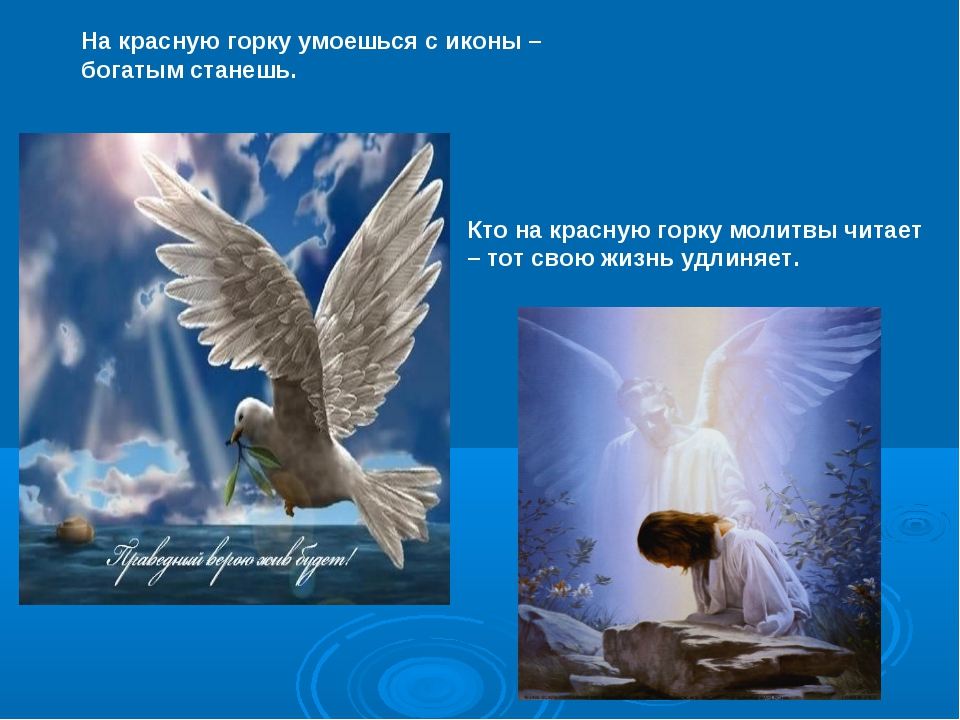 На красную горку умоешься с иконы –
богатым станешь.
Кто на красную горку молитвы читает
– тот свою жизнь удлиняет.
Праведный верою жив будет!